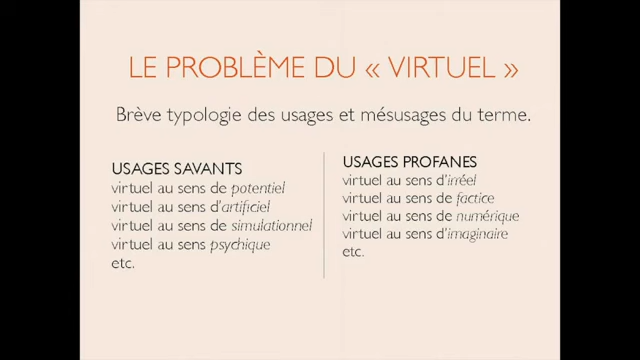 LE PROBLÈME DU « VIRTUEL »
Brève typologie des usages et mésusages du terme.
USAGES SAVANTS
virtuel au sens de potentiel
virtuel au sens d'artificiel
virtuel au sens de simulationnel
virtuel au sens psychique
etc.
USAGES PROFANES
virtuel au sens d'irréel
virtuel au sens de factice
virtuel au sens de numérique
virtuel au sens d'imaginaire
etc.